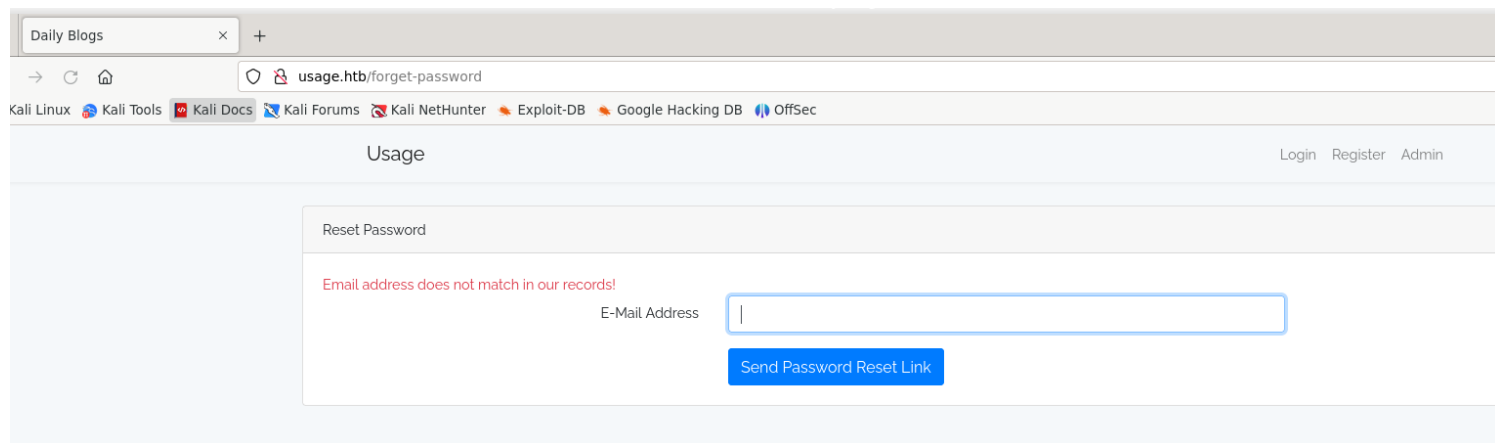 Daily Blogs
usage.htb/forget-password
Kali Linux Kali Tools Kali Docs Kali Forums Kali NetHunter Exploit-DB Google Hacking DB OffSec
Usage Login Register Admin
Reset Password
Email address does not match in our records!
E-Mail Address
Send Password Reset Link